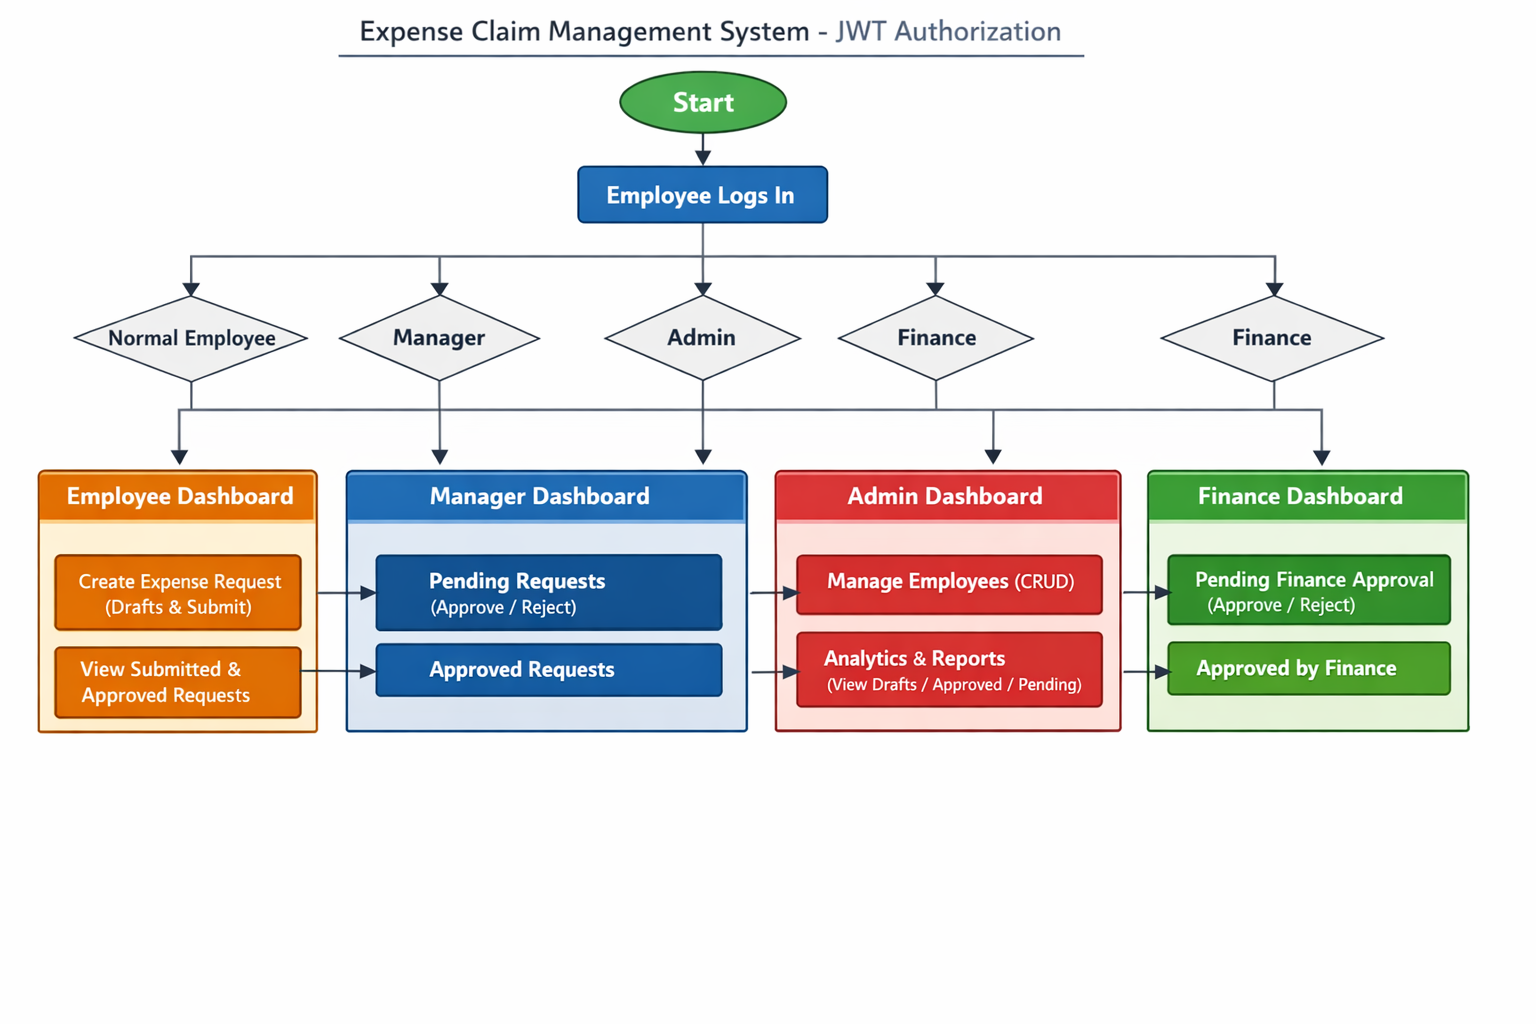 Expense Claim Management System - JWT Authorization
Start
Employee Logs In
Normal Employee
Manager
Admin
Finance
Finance
Employee Dashboard
Create Expense Request
(Drafts & Submit)
View Submitted &
Approved Requests
Manager Dashboard
Pending Requests
(Approve / Reject)
Approved Requests
Admin Dashboard
Manage Employees (CRUD)
Analytics & Reports
(View Drafts / Approved / Pending)
Finance Dashboard
Pending Finance Approval
(Approve / Reject)
Approved by Finance